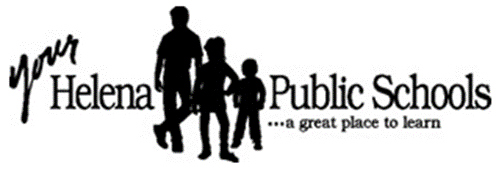 your
Helena Public Schools
...a great place to learn